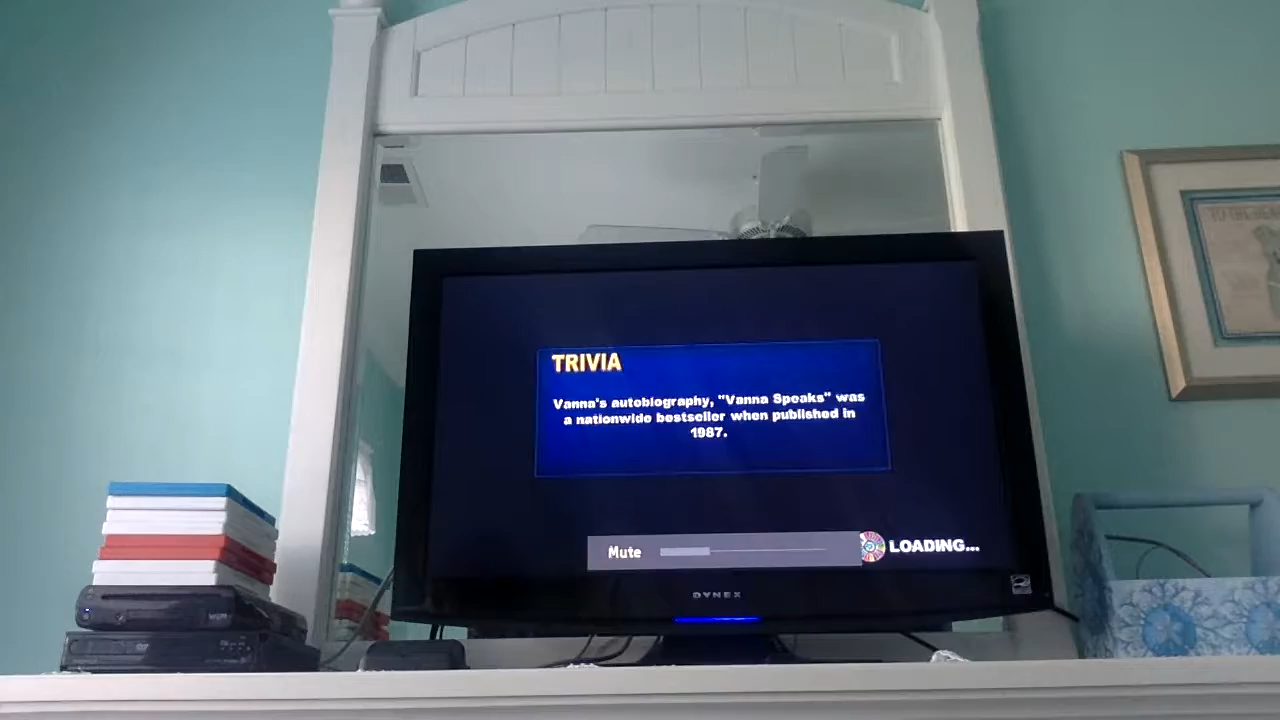 TRIVIA
Vanna's autobiography, "Vanna Speaks" was
a nationwide bestseller when published in
1987.
Mute
LOADING...
DYNEX